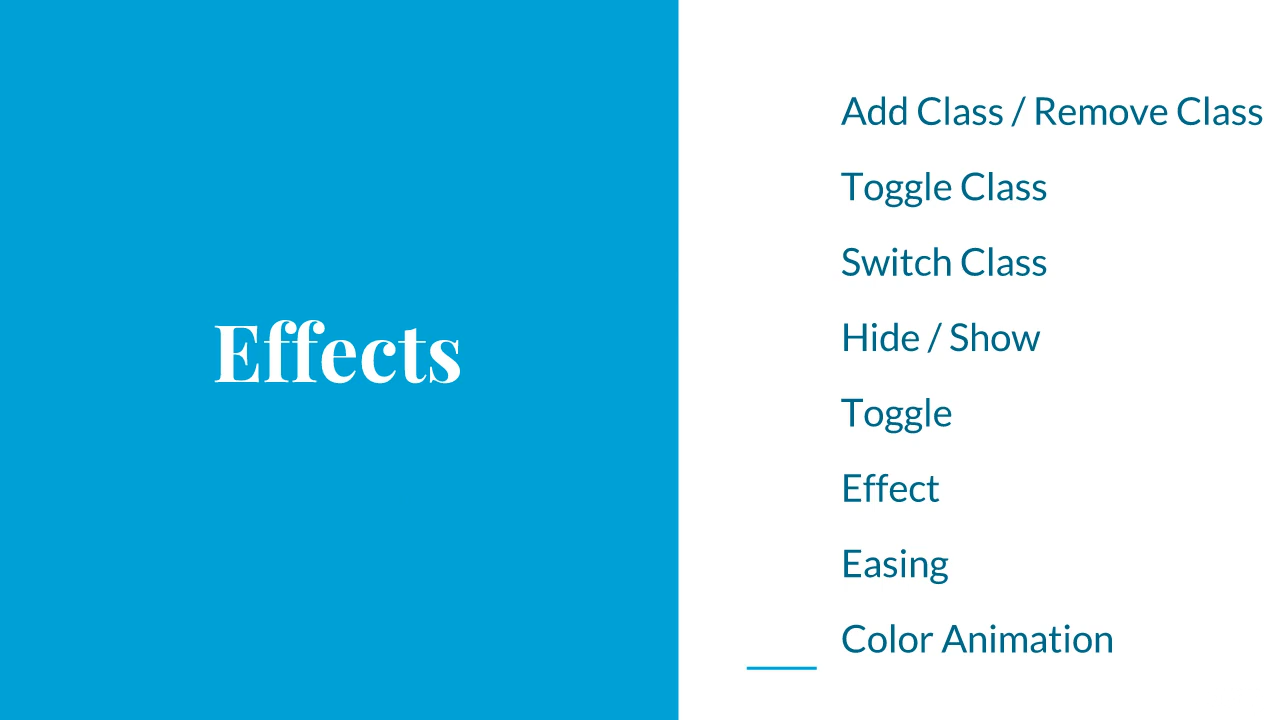 Effects
Add Class / Remove Class
Toggle Class
Switch Class
Hide / Show
Toggle
Effect
Easing
Color Animation